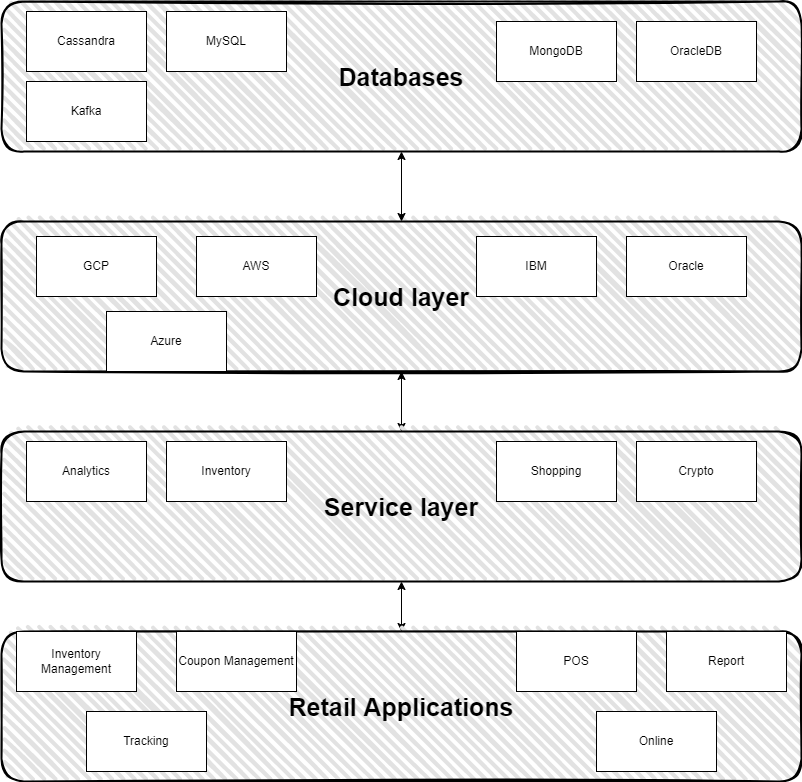 Cassandra
MySQL
MongoDB
OracleDB
Databases
Kafka
GCP
AWS
IBM
Oracle
Cloud layer
Azure
Analytics
Inventory
Shopping
Crypto
Service layer
Inventory
Management
Coupon Management
POS
Report
Retail Applications
Tracking
Online